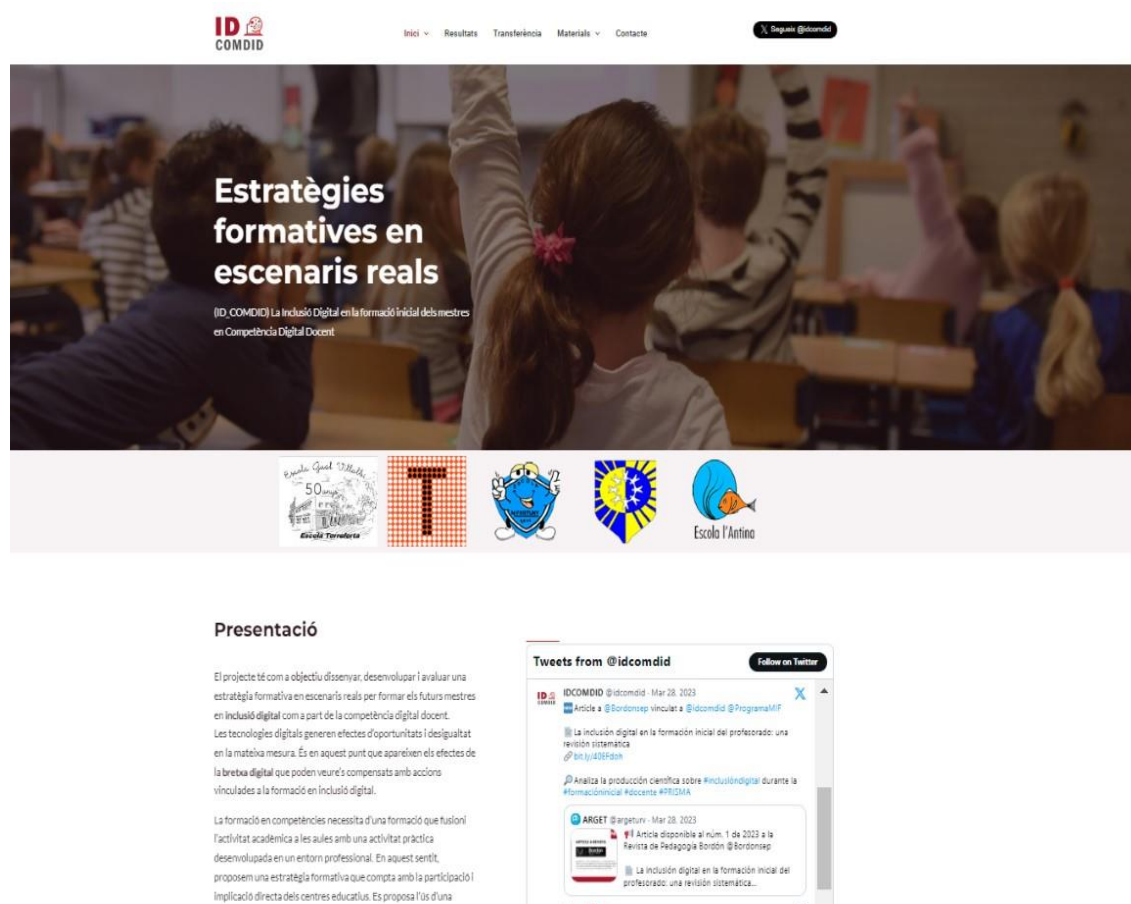 ID
COMDID
Inici Resultats Transferència Materials Contacte
Segueix @idcomdid
Estratègies
formatives en
escenaris reals
(ID_COMDID) La Inclusió Digital en la formació inicial dels mestres
en Competència Digital Docent
Escola Gual Villalbí
50 anys
Escola Torreforta
T
Escola l'Antina
Presentació
El projecte té com a objectiu dissenyar, desenvolupar i avaluar una
estratègia formativa en escenaris reals per formar els futurs mestres
en inclusió digital com a part de la competència digital docent.
Les tecnologies digitals generen efectes d'oportunitats i desigualtat
en la mateixa mesura. És en aquest punt que apareixen els efectes de
la bretxa digital que poden veure's compensats amb accions
vinculades a la formació en inclusió digital.
La formació en competències necessita d'una formació que fusioni
l'activitat acadèmica a les aules amb una activitat pràctica
desenvolupada en un entorn professional. En aquest sentit,
proposem una estratègia formativa que compta amb la participació i
implicació directa dels centres educatius. Es proposa l'ús d'una
Tweets from @idcomdid
Follow on Twitter
ID
COMDID
IDCOMDID @idcomdid · Mar 28, 2023
Article a @Bordonsep vinculat a @idcomdid @ProgramaMIF
La inclusión digital en la formación inicial del profesorado: una
revisión sistemática
bit.ly/40EFdoh
Analiza la producción científica sobre #inclusióndigital durante la
#formacióninicial #docente #PRISMA
ARGET @argeturv · Mar 28, 2023
Article disponible al núm. 1 de 2023 a la
Revista de Pedagogía Bordón @Bordonsep
La inclusión digital en la formación inicial del
profesorado: una revisión sistemática...